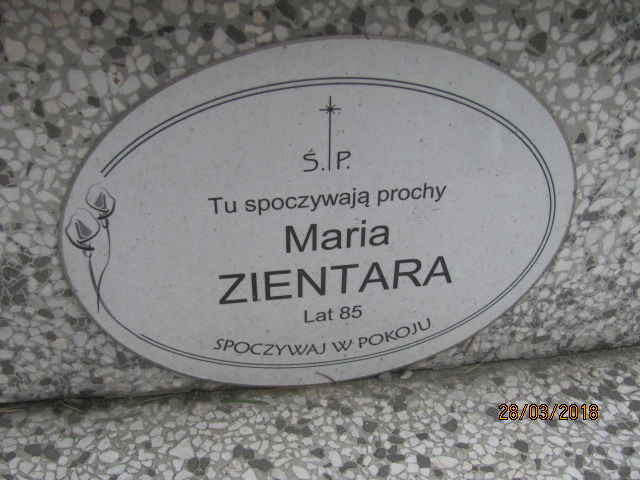 Ś. P.
Tu spoczywają prochy
Maria
ZIENTARA
Lat 85
SPOCZYWAJ W POKOJU
28/03/2018